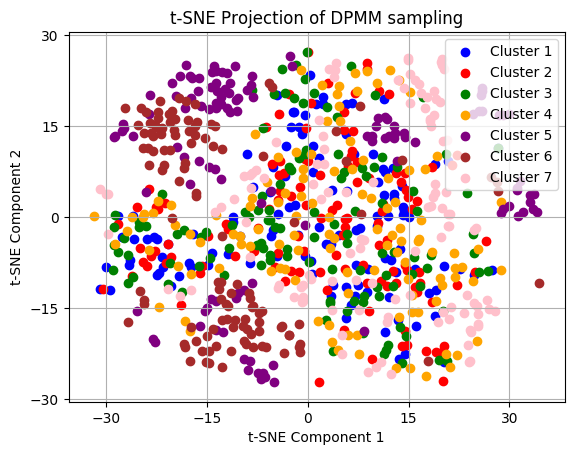 t-SNE Projection of DPMM sampling
t-SNE Component 2
30
15
0
−15
−30
Cluster 1
Cluster 2
Cluster 3
Cluster 4
Cluster 5
Cluster 6
Cluster 7
−30
−15
0
15
30
t-SNE Component 1